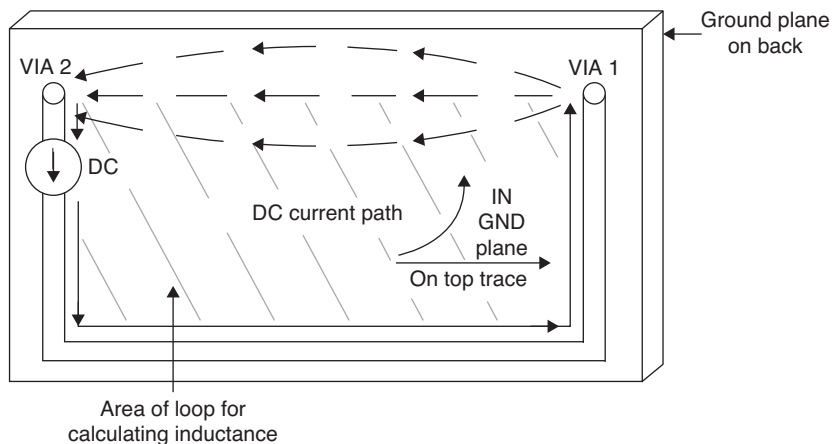 Ground plane
on back
VIA 2
VIA 1
DC
DC current path
IN
GND
plane
On top trace
Area of loop for
calculating inductance